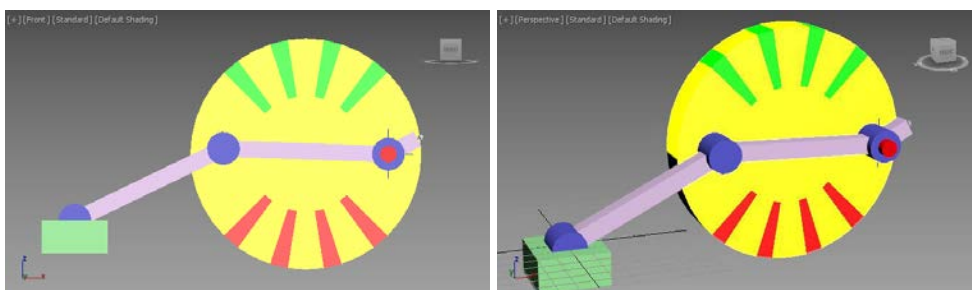 [+] [Front] [Standard] [Default Shading]
[+] [Perspective] [Standard] [Default Shading]
z
x
y